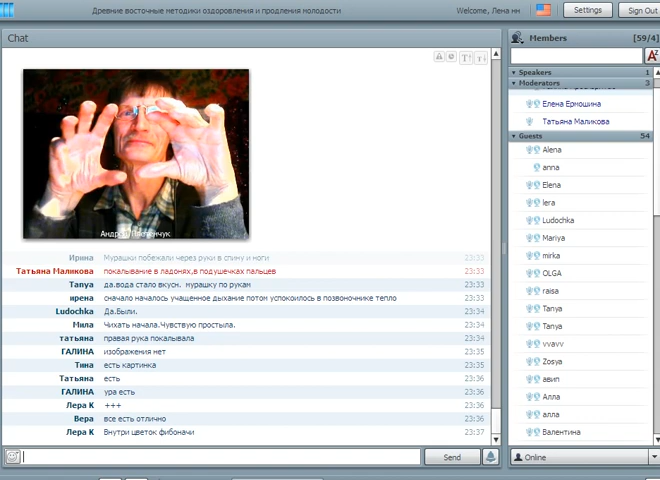 Древние восточные методики оздоровления и продления молодости
Welcome, Лена нн
Settings
Sign Out
Chat
Ирина Мурашки побежали через руки в спину и ноги 23:33
Татьяна Маликова покалывание в ладонях,в подушечках пальцев 23:33
Tanya да.вода стало вкусн. мурашку по рукам 23:33
ирена сначало началось учащенное дыхание потом успокоилось в позвоночнике тепло 23:33
Ludochka Да.Были. 23:34
Мила Чихать начала.Чувствую простыла. 23:34
татьяна правая рука покалывала 23:34
ГАЛИНА изображения нет 23:35
Тина есть картинка 23:35
Татьяна есть 23:36
ГАЛИНА ура есть 23:36
Лера К +++ 23:36
Вера все есть отлично 23:36
Лера К Внутри цветок фибоначи 23:37
Send
Members [59/4]
Speakers 1
Moderators 3
Елена Ермошина
Татьяна Маликова
Guests 54
Alena
anna
Elena
lera
Ludochka
Mariya
mirka
OLGA
raisa
Tanya
Tanya
vvavv
Zosya
авип
Алла
алла
Валентина
Online